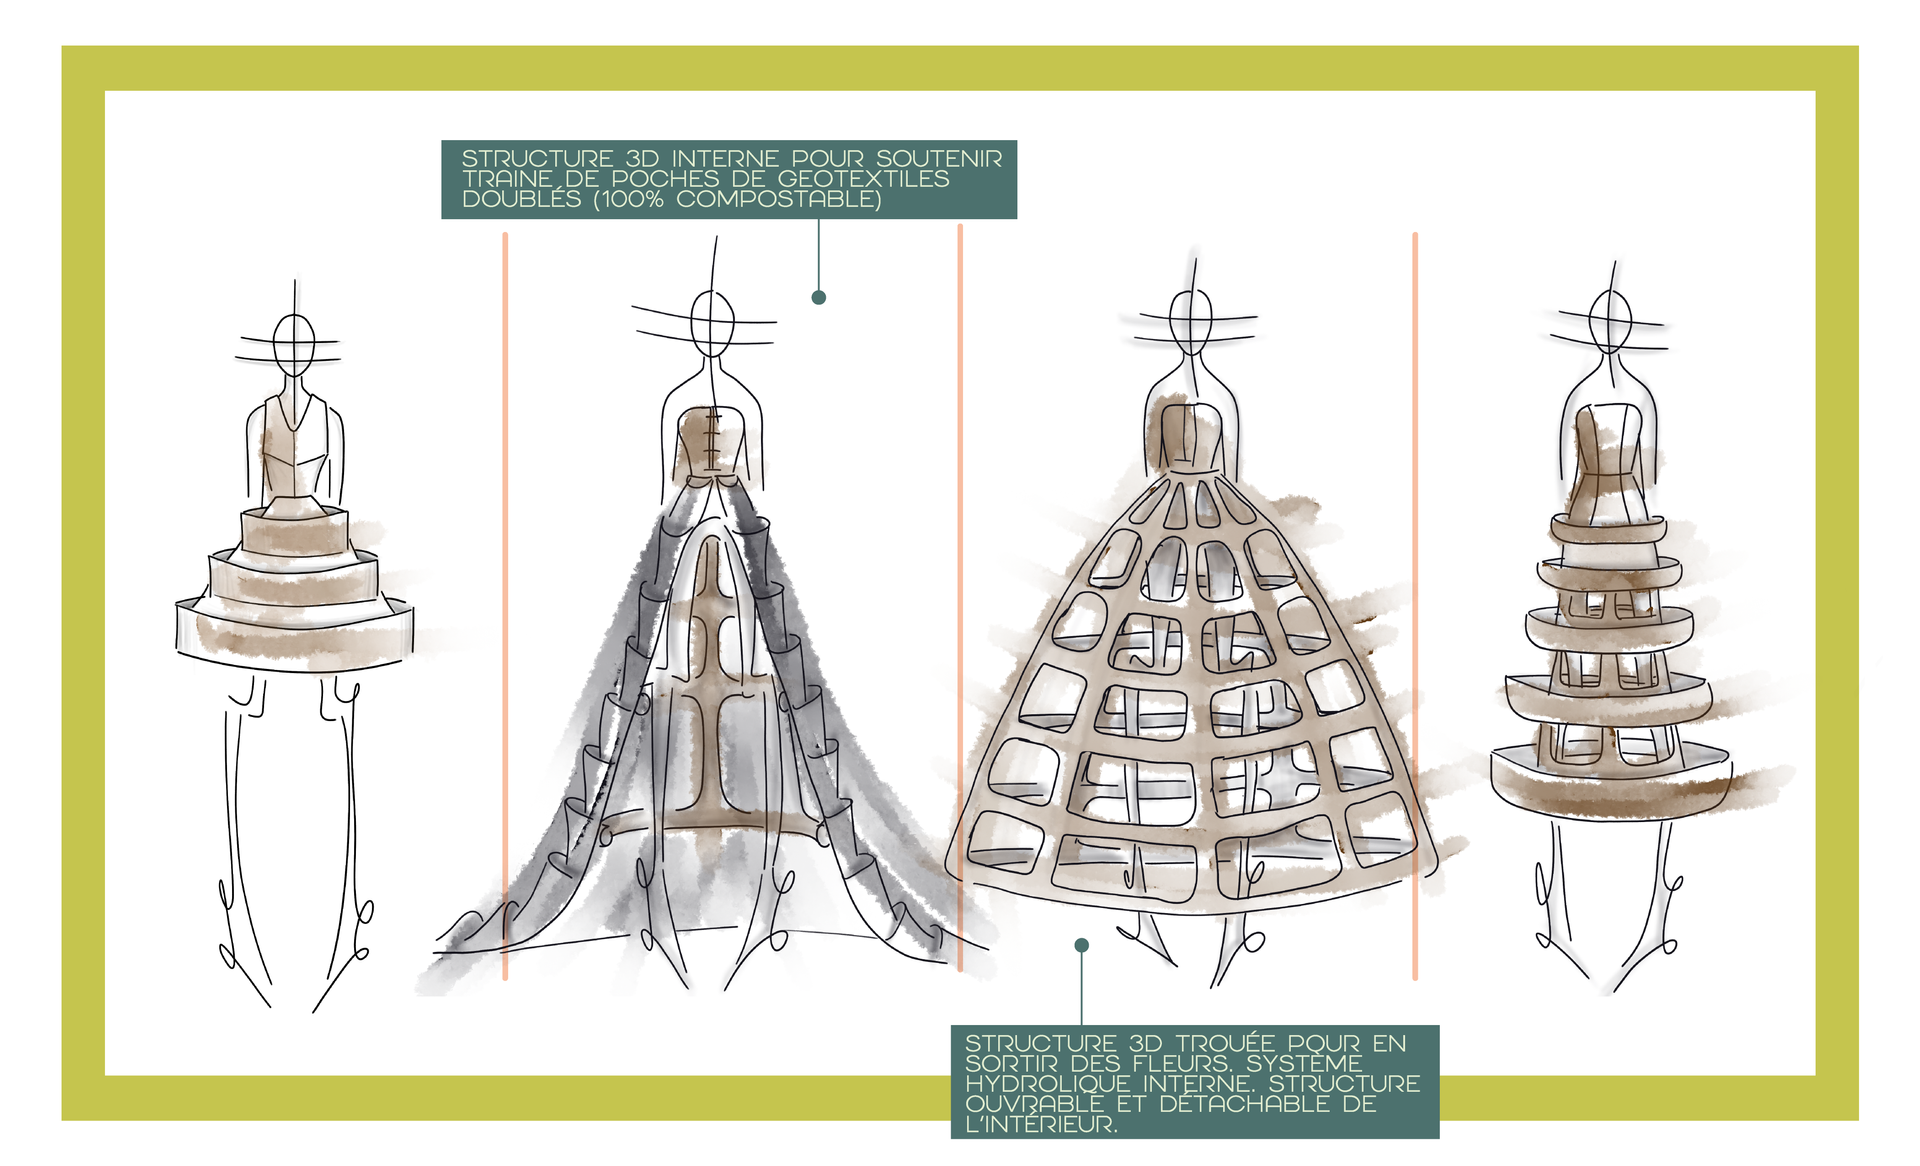 STRUCTURE 3D INTERNE POUR SOUTENIR
TRAINE DE POCHES DE GEOTEXTILES
DOUBLÉS (100% COMPOSTABLE)
STRUCTURE 3D TROUÉE POUR EN
SORTIR DES FLEURS. SYSTÈME
HYDROLIQUE INTERNE. STRUCTURE
OUVRABLE ET DÉTACHABLE DE
L'INTÉRIEUR.